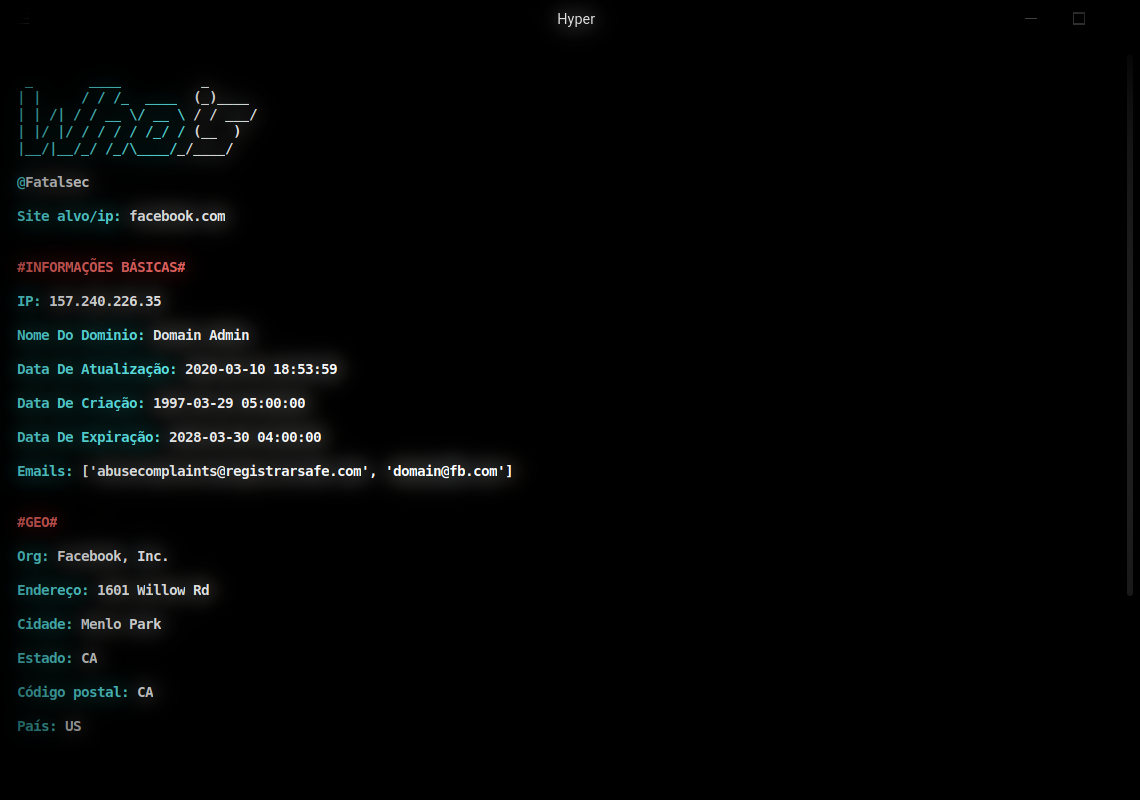 Hyper
Whois
@Fatalsec
Site alvo/ip: facebook.com
#INFORMAÇÕES BÁSICAS#
IP: 157.240.226.35
Nome Do Dominio: Domain Admin
Data De Atualização: 2020-03-10 18:53:59
Data De Criação: 1997-03-29 05:00:00
Data De Expiração: 2028-03-30 04:00:00
Emails: ['abusecomplaints@registrarsafe.com', 'domain@fb.com']
#GEO#
Org: Facebook, Inc.
Endereço: 1601 Willow Rd
Cidade: Menlo Park
Estado: CA
Código postal: CA
País: US